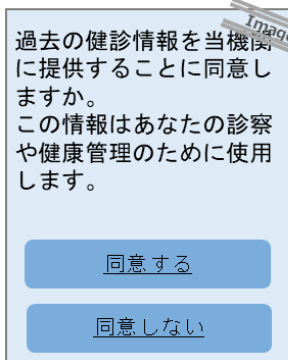 Image
過去の健診情報を当機関
に提供することに同意し
ますか。
この情報はあなたの診察
や健康管理のために使用
します。
同意する
同意しない